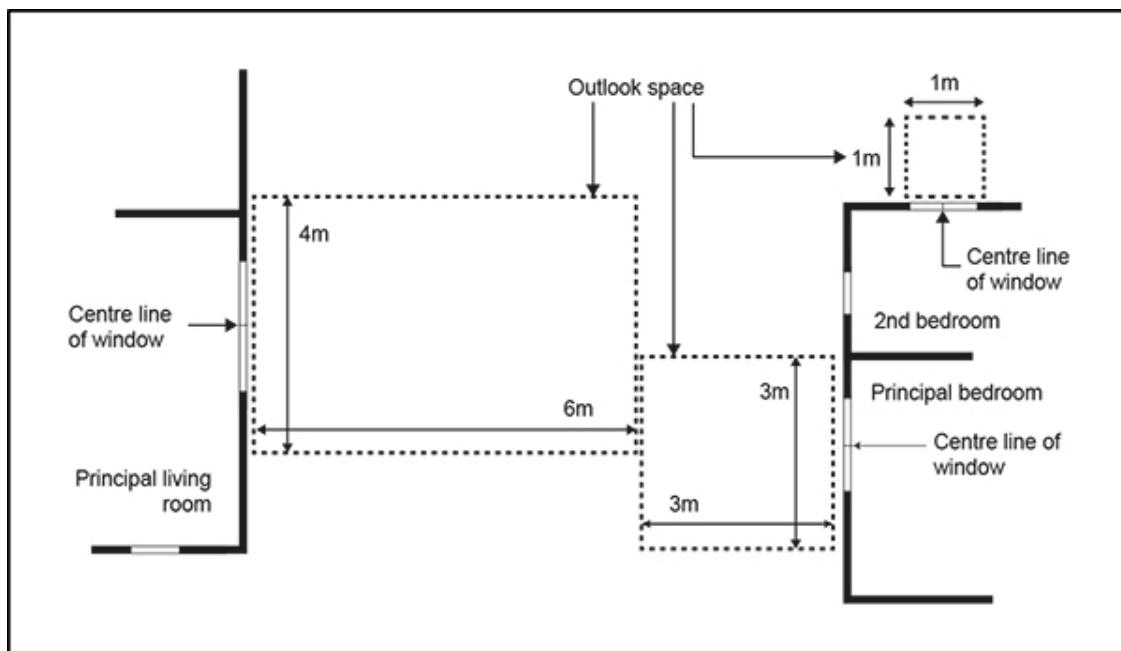 Outlook space
1m
1m
4m
Centre line
of window
Centre line
of window
2nd bedroom
6m
3m
Principal bedroom
Centre line of
window
Principal living
room
3m